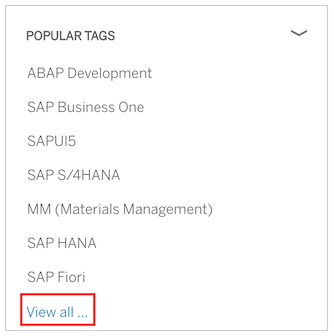 POPULAR TAGS
ABAP Development
SAP Business One
SAPUI5
SAP S/4HANA
MM (Materials Management)
SAP HANA
SAP Fiori
View all ...